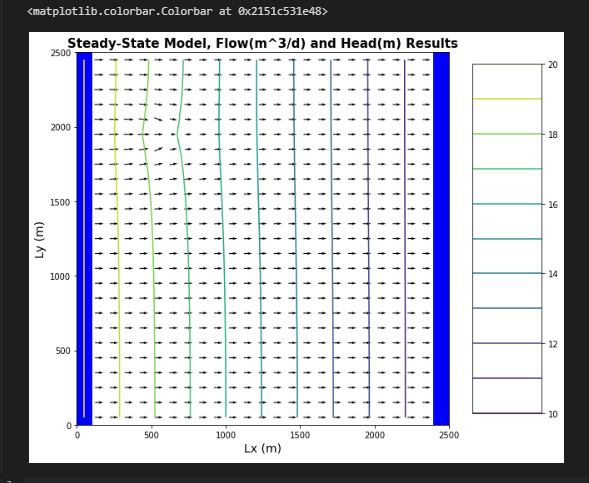 <matplotlib.colorbar.Colorbar at 0x2151c531e48>
Steady-State Model, Flow(m^3/d) and Head(m) Results
2500
2000
1500
1000
500
0
Ly (m)
0 500 1000 1500 2000 2500
Lx (m)
20
18
16
14
12
10